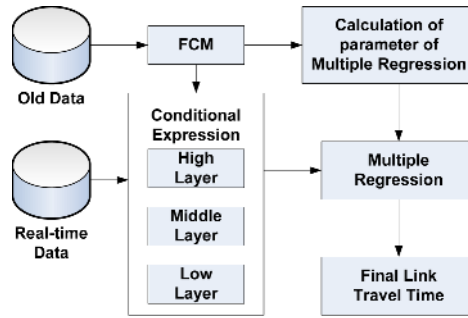 FCM
Calculation of
parameter of
Multiple Regression
Old Data
Conditional
Expression
High
Layer
Middle
Layer
Low
Layer
Real-time
Data
Multiple
Regression
Final Link
Travel Time